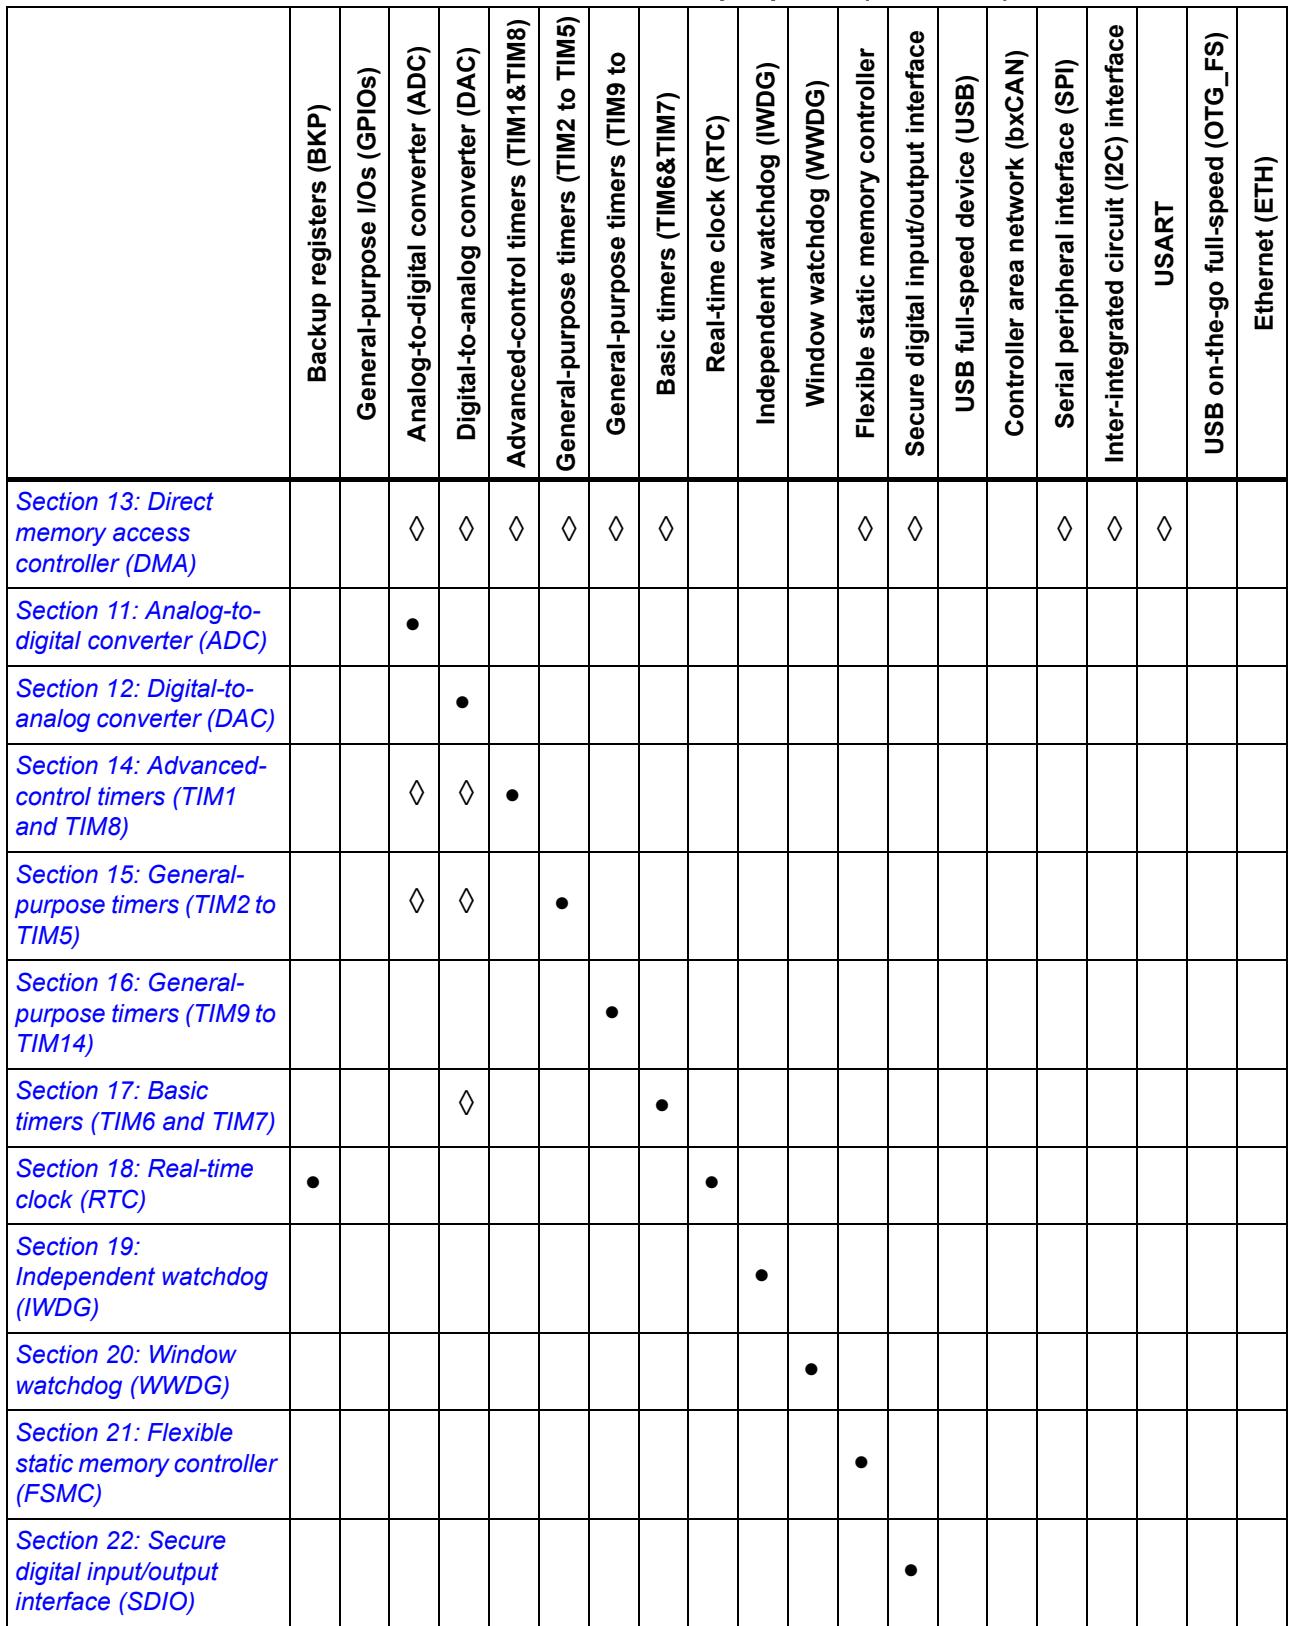 Backup registers (BKP)
General-purpose I/Os (GPIOs)
Analog-to-digital converter (ADC)
Digital-to-analog converter (DAC)
Advanced-control timers (TIM1&TIM8)
General-purpose timers (TIM2 to TIM5)
General-purpose timers (TIM9 to
Basic timers (TIM6&TIM7)
Real-time clock (RTC)
Independent watchdog (IWDG)
Window watchdog (WWDG)
Flexible static memory controller
Secure digital input/output interface
USB full-speed device (USB)
Controller area network (bxCAN)
Serial peripheral interface (SPI)
Inter-integrated circuit (I2C) interface
USART
USB on-the-go full-speed (OTG_FS)
Ethernet (ETH)
Section 13: Direct
memory access
controller (DMA)
◊ ◊ ◊ ◊ ◊ ◊ ◊ ◊ ◊ ◊ ◊
Section 11: Analog-to-
digital converter (ADC)
●
Section 12: Digital-to-
analog converter (DAC)
●
Section 14: Advanced-
control timers (TIM1
and TIM8)
◊ ◊ ●
Section 15: General-
purpose timers (TIM2 to
TIM5)
◊ ◊ ●
Section 16: General-
purpose timers (TIM9 to
TIM14)
●
Section 17: Basic
timers (TIM6 and TIM7)
◊ ●
Section 18: Real-time
clock (RTC)
● ●
Section 19:
Independent watchdog
(IWDG)
●
Section 20: Window
watchdog (WWDG)
●
Section 21: Flexible
static memory controller
(FSMC)
●
Section 22: Secure
digital input/output
interface (SDIO)
●